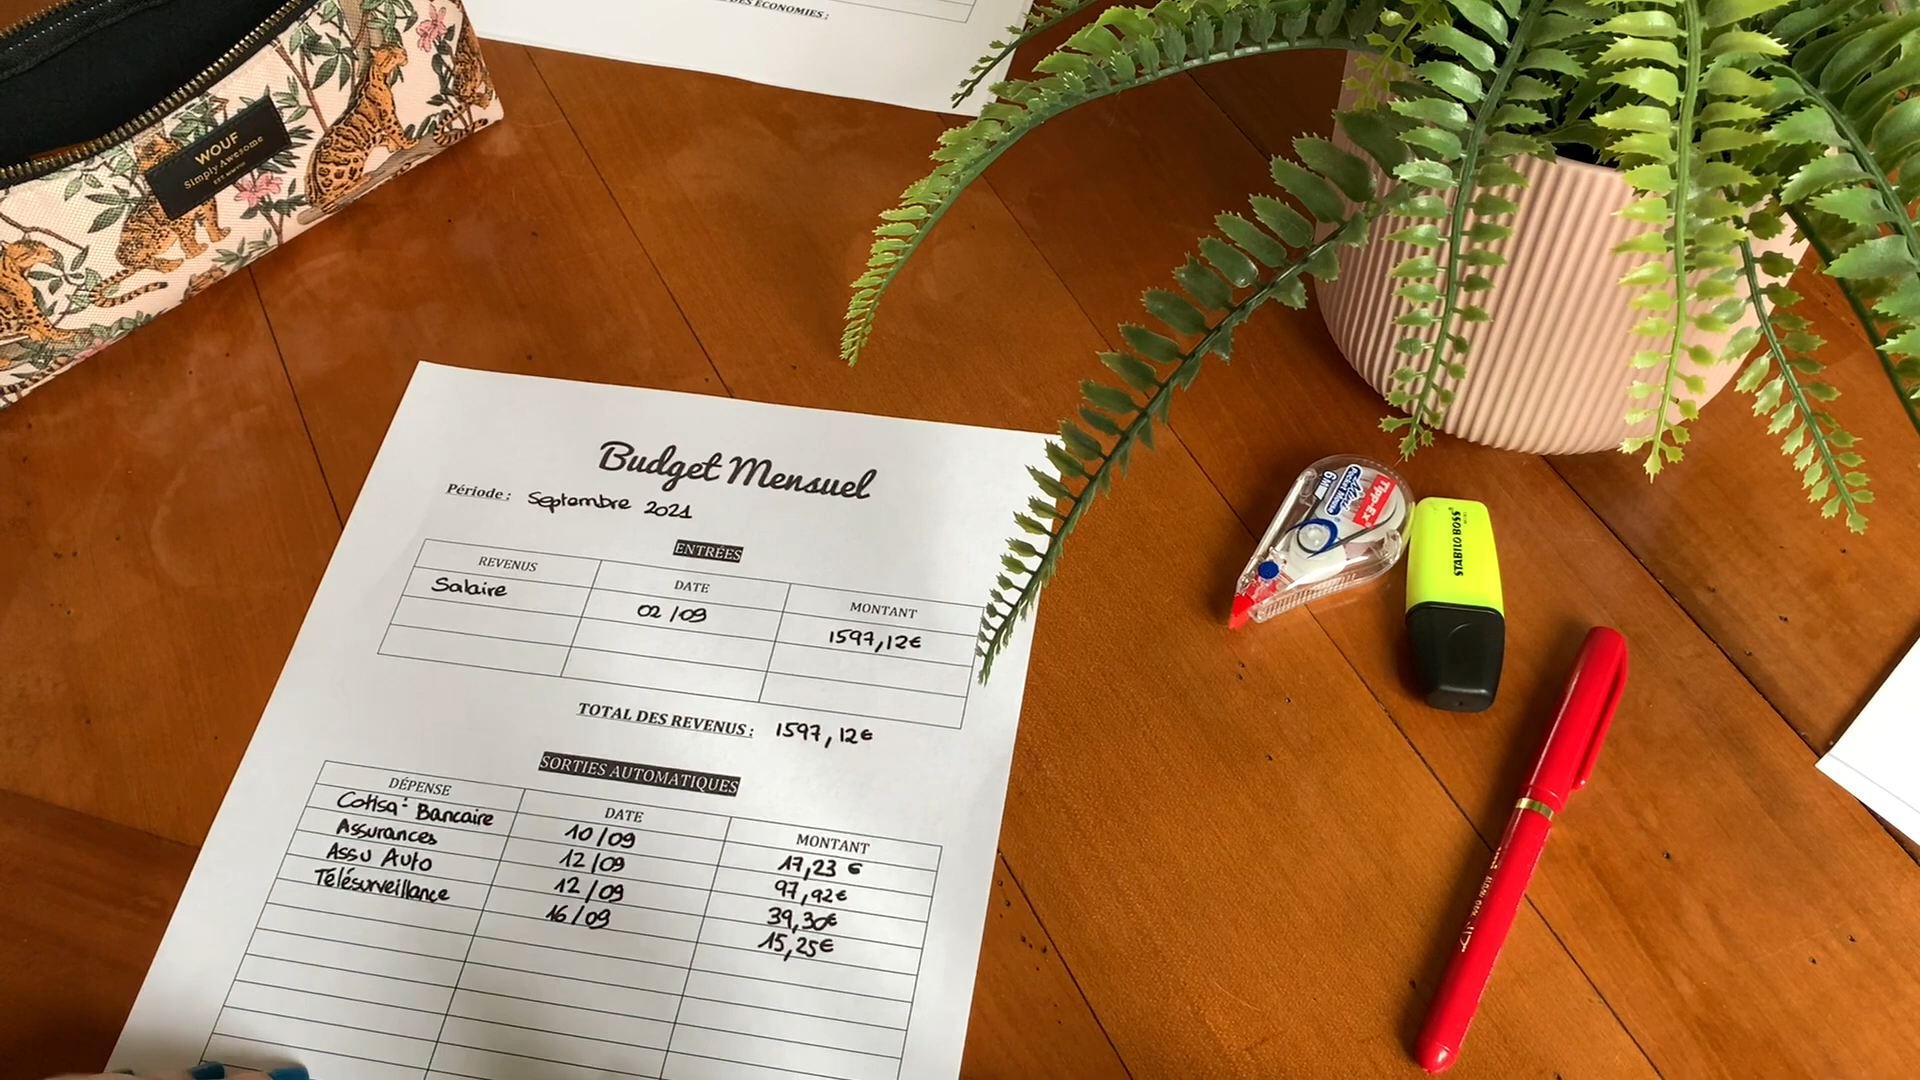 DES ÉCONOMIES :
WOUF
Simply Awesome
Budget Mensuel
Période : Septembre 2021
ENTRÉES
REVENUS DATE MONTANT
Salaire 02/09 1597,12€
TOTAL DES REVENUS : 1597,12€
SORTIES AUTOMATIQUES
DÉPENSE DATE MONTANT
Cotisa° Bancaire 10/09 17,23 €
Assurances 12/09 97,92€
Assu Auto 12/09 39,30€
Télésurveillance 16/09 15,25€
Tipp-Ex
6M
STABILO BOSS